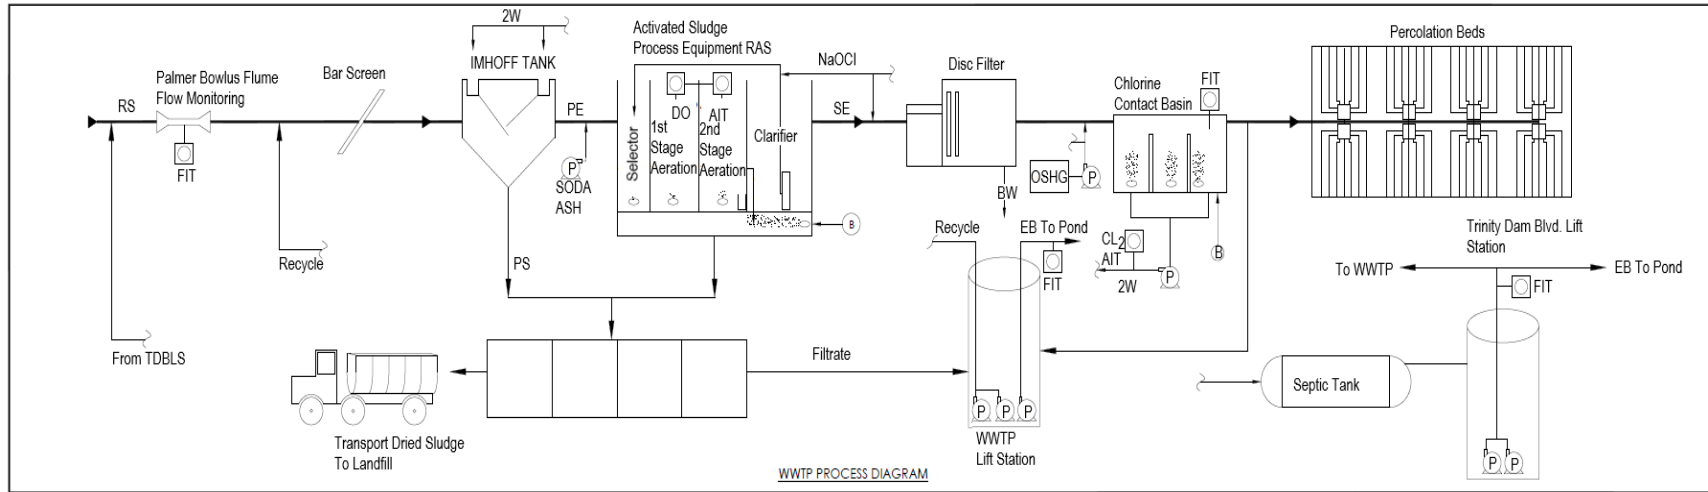 2W
Activated Sludge
Process Equipment RAS
IMHOFF TANK
NaOCl
Disc Filter
Percolation Beds
Palmer Bowlus Flume
Flow Monitoring
Bar Screen
Chlorine
Contact Basin
FIT
RS
PE
DO
AIT
SE
Selector
1st
Stage
Aeration
2nd
Stage
Aeration
Clarifier
FIT
P
SODA
ASH
OSHG
P
BW
B
Recycle
EB To Pond
CL2
AIT
FIT
2W
P
B
Trinity Dam Blvd. Lift
Station
Recycle
PS
To WWTP
EB To Pond
FIT
From TDBLS
Filtrate
Septic Tank
P
P
P
WWTP
Lift Station
Transport Dried Sludge
To Landfill
P
P
WWTP PROCESS DIAGRAM